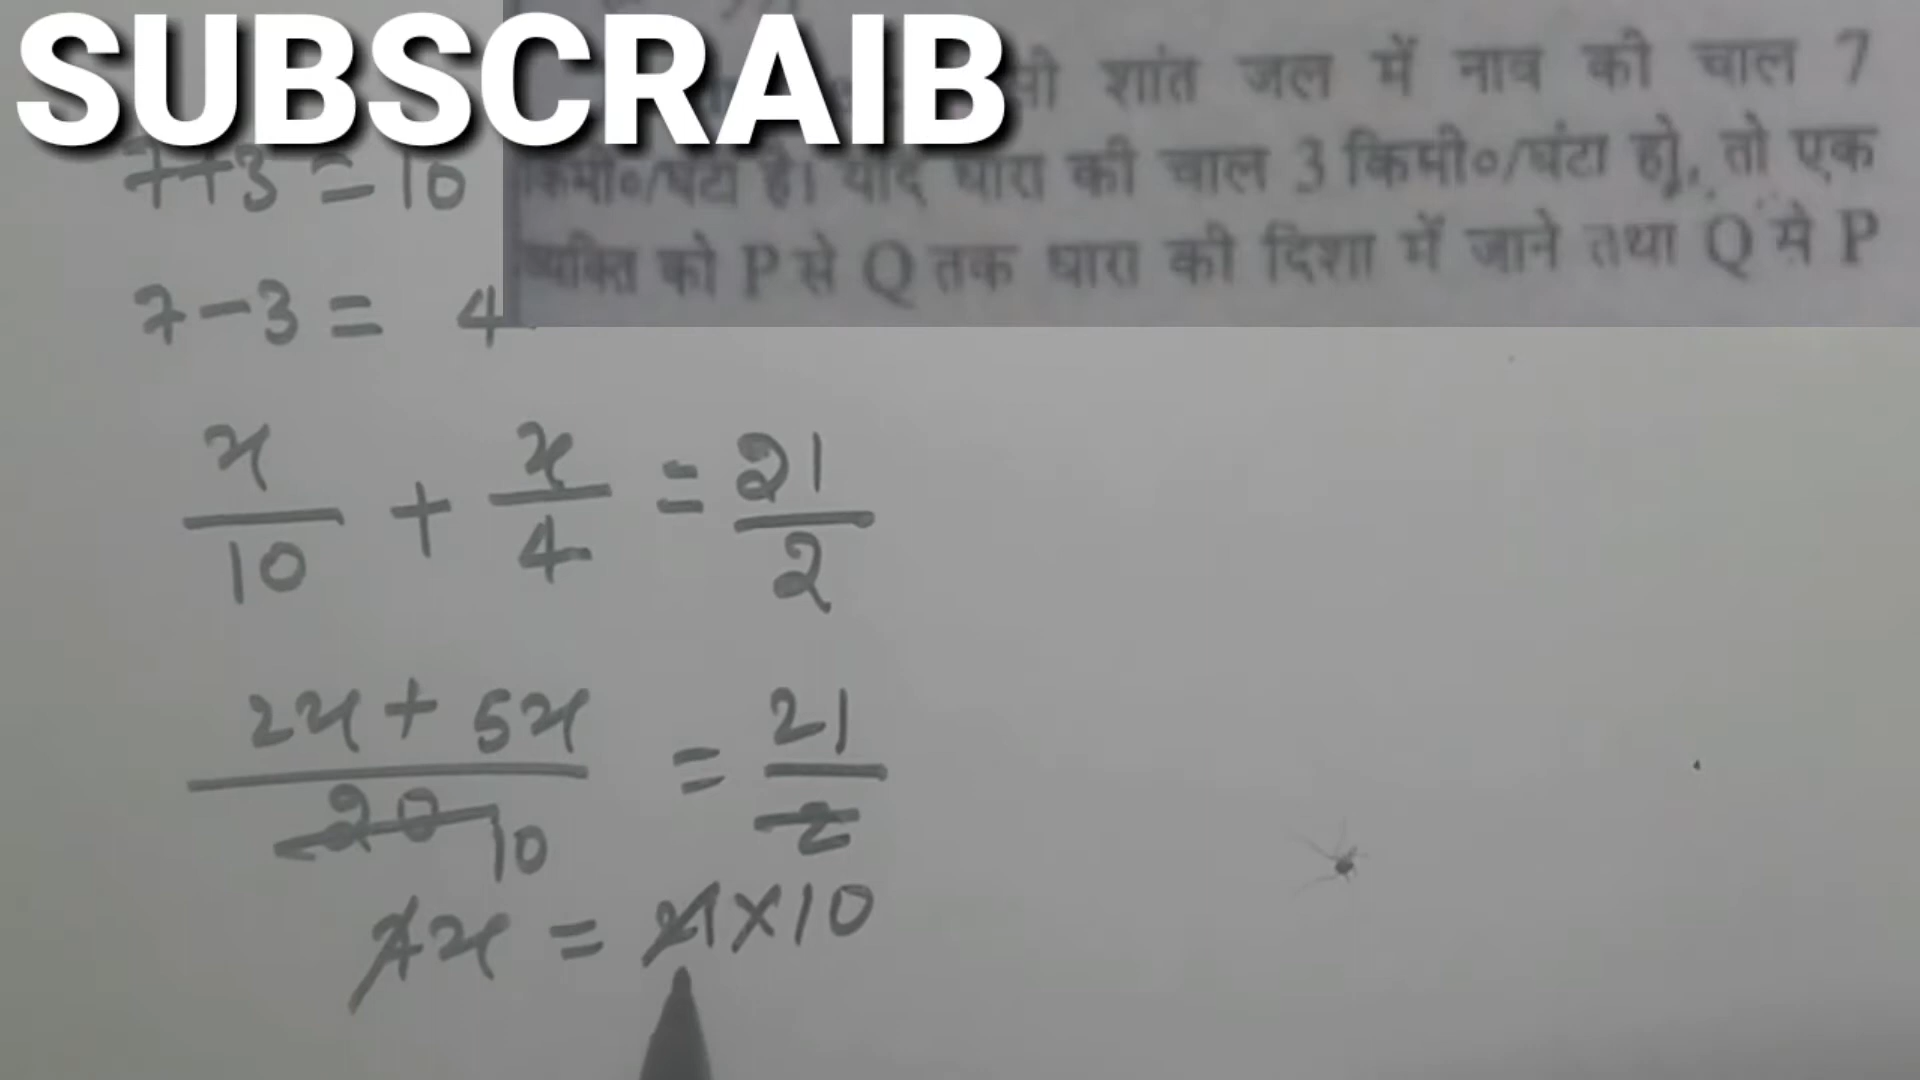 SUBSCRAIB
शांत जल में नाव की चाल 7
किमी०/घंटा है। यदि धारा की चाल 3 किमी०/घंटा हो, तो एक
व्यक्ति को P से Q तक धारा की दिशा में जाने तथा Q से P
7+3 = 10
7-3 = 4
x/10 + x/4 = 21/2
2x + 5x / 20 10 = 21/2
7x = 21 x 10